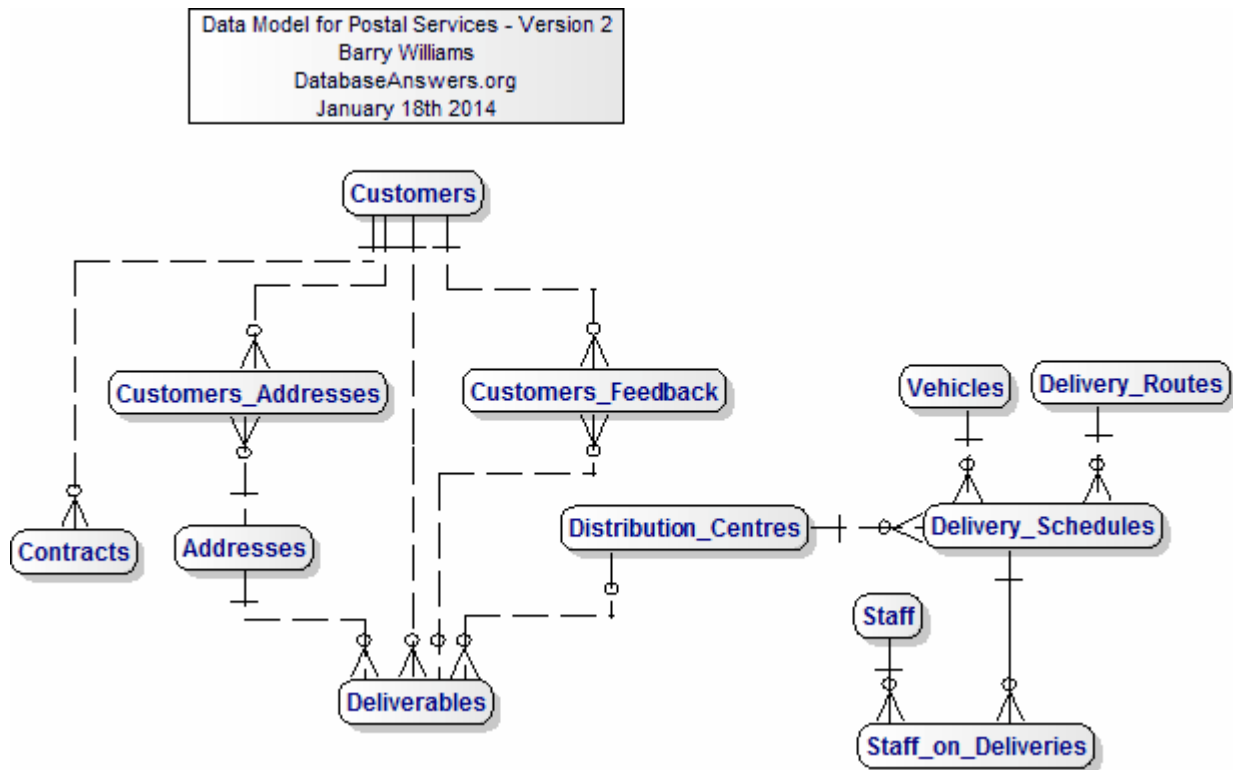 Data Model for Postal Services - Version 2
Barry Williams
DatabaseAnswers.org
January 18th 2014
Customers
Customers_Addresses
Customers_Feedback
Vehicles
Delivery_Routes
Contracts
Addresses
Distribution_Centres
Delivery_Schedules
Staff
Deliverables
Staff_on_Deliveries